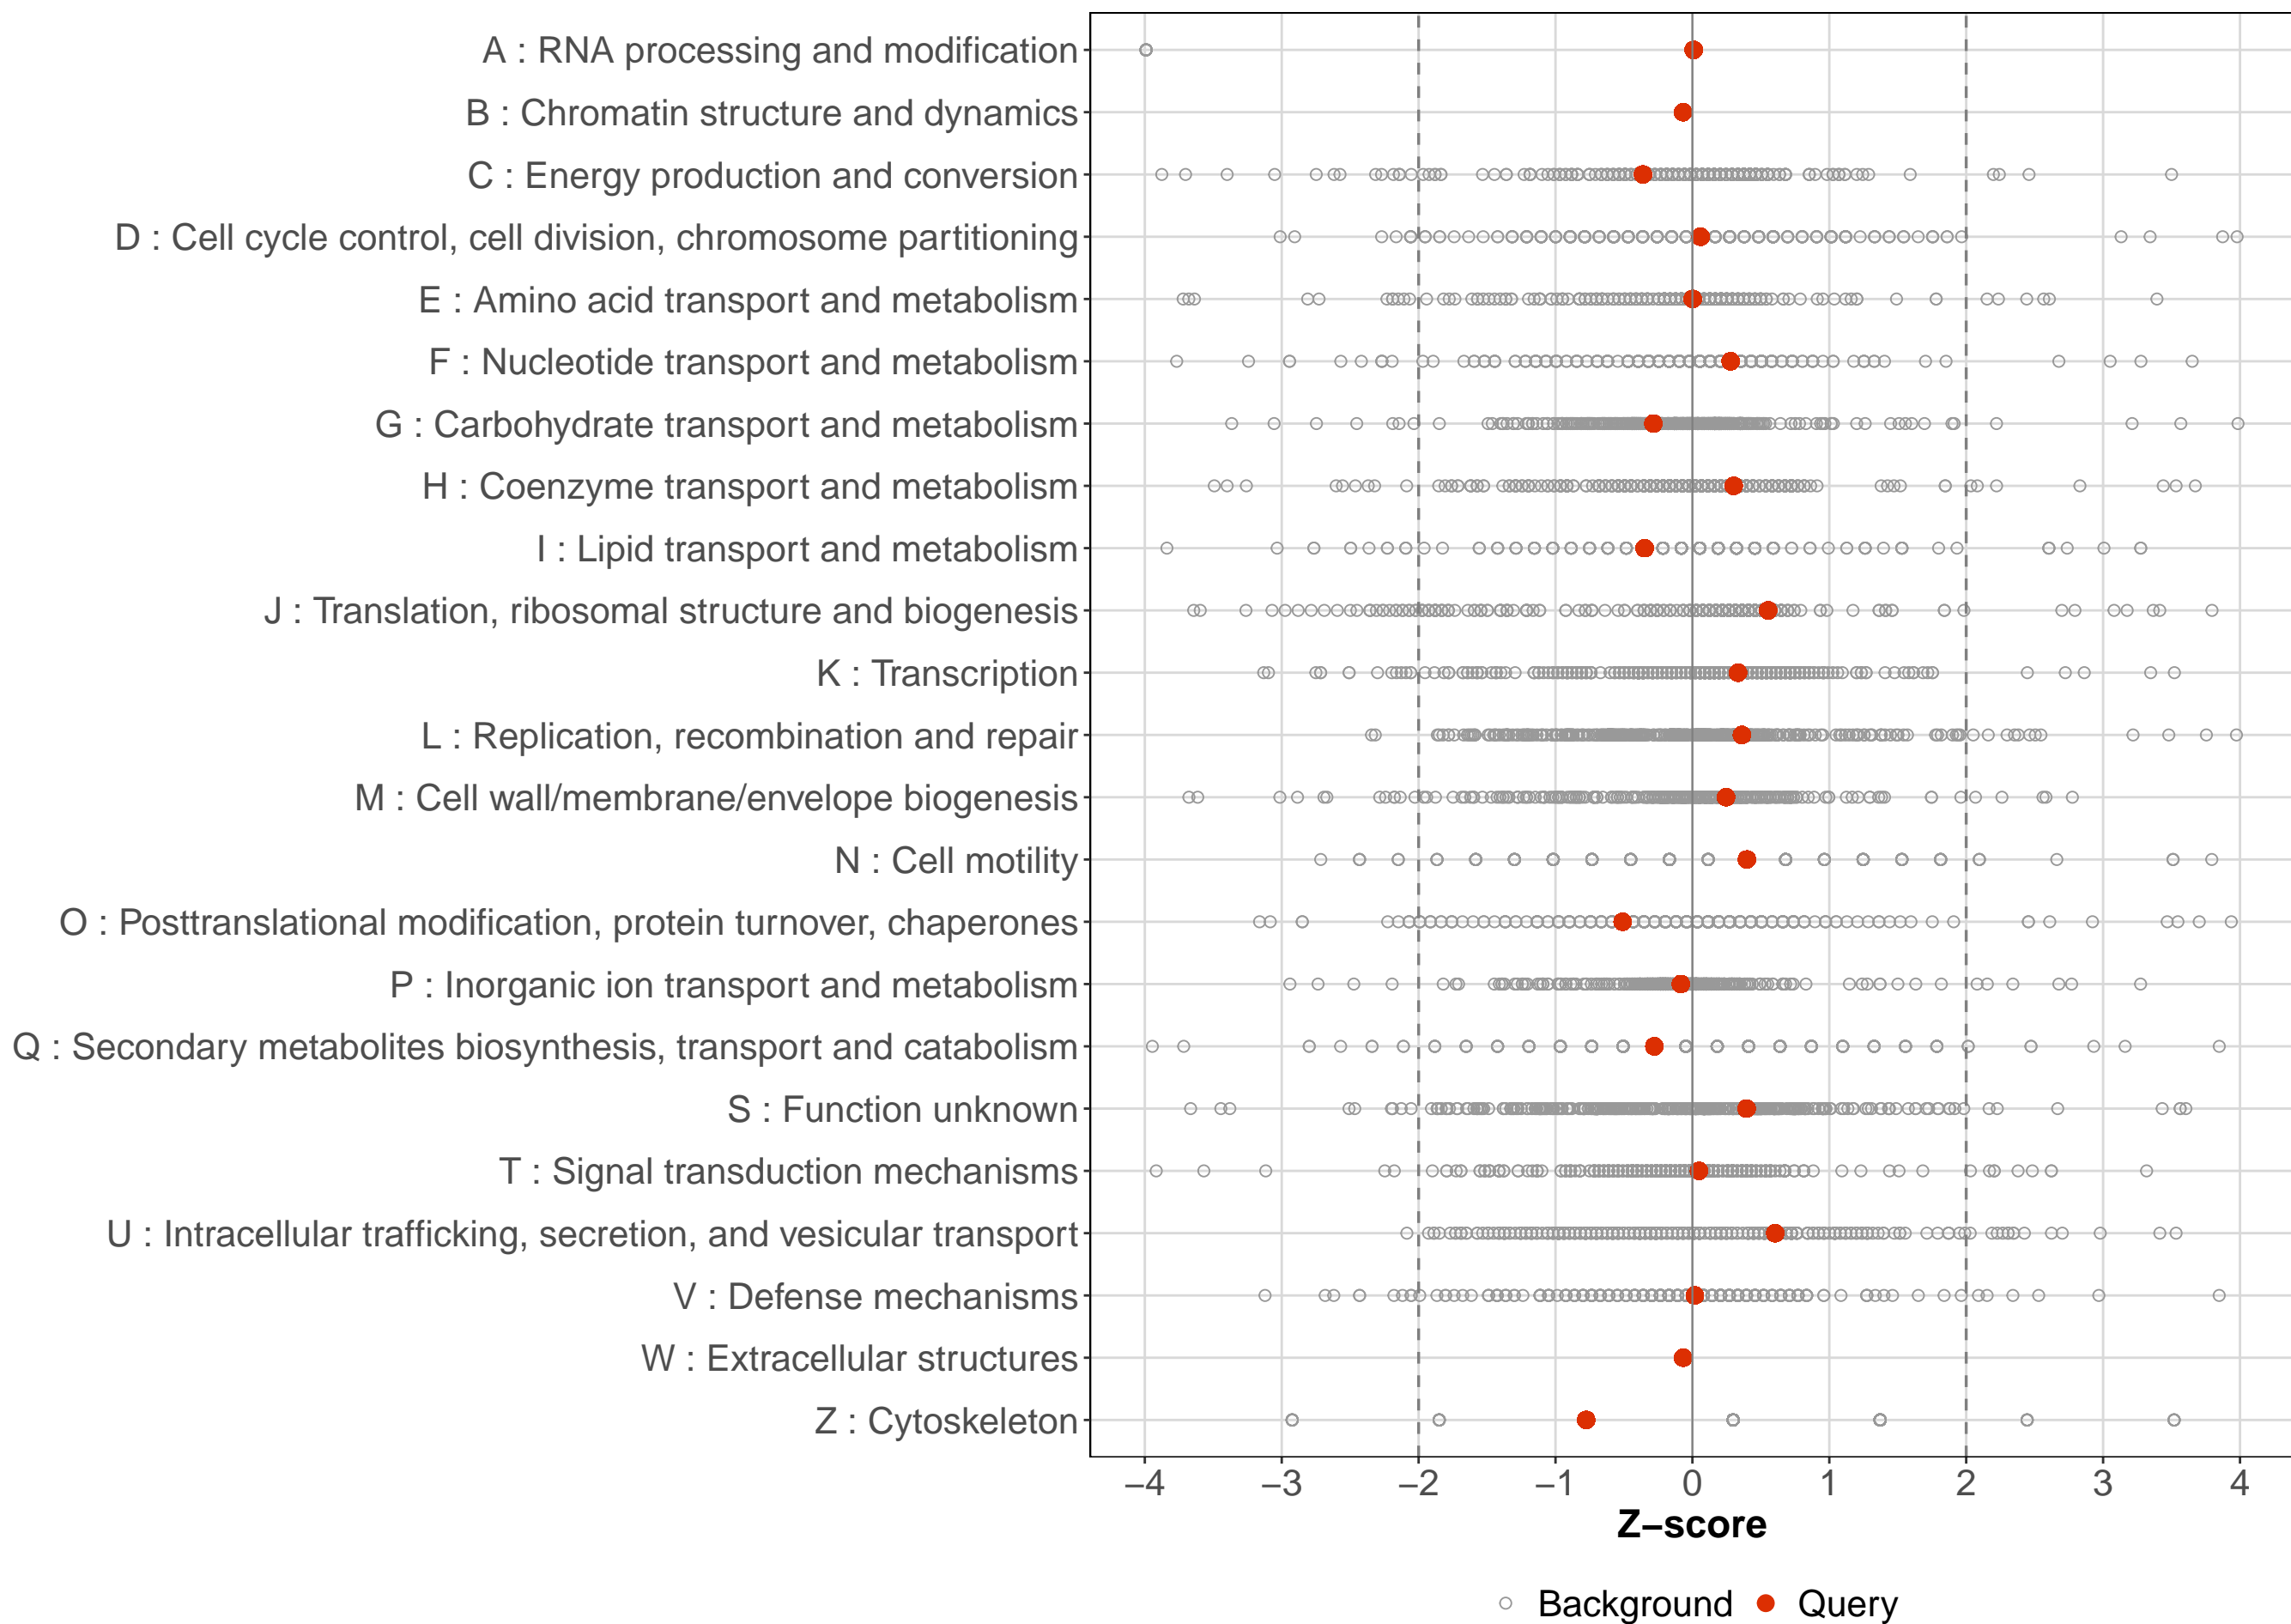 A : RNA processing and modification
B : Chromatin structure and dynamics
C : Energy production and conversion
D : Cell cycle control, cell division, chromosome partitioning
E : Amino acid transport and metabolism
F : Nucleotide transport and metabolism
G : Carbohydrate transport and metabolism
H : Coenzyme transport and metabolism
I : Lipid transport and metabolism
J : Translation, ribosomal structure and biogenesis
K : Transcription
L : Replication, recombination and repair
M : Cell wall/membrane/envelope biogenesis
N : Cell motility
O : Posttranslational modification, protein turnover, chaperones
P : Inorganic ion transport and metabolism
Q : Secondary metabolites biosynthesis, transport and catabolism
S : Function unknown
T : Signal transduction mechanisms
U : Intracellular trafficking, secretion, and vesicular transport
V : Defense mechanisms
W : Extracellular structures
Z : Cytoskeleton
−4 −3 −2 −1 0 1 2 3 4
Z−score
Background Query